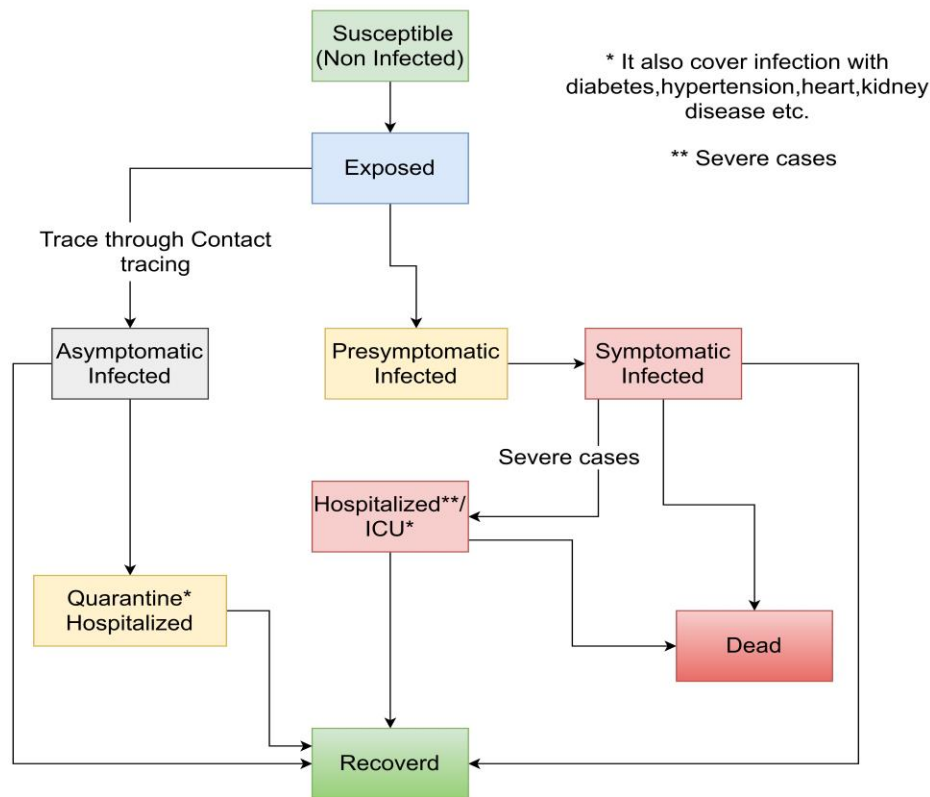 Susceptible
(Non Infected)
* It also cover infection with
diabetes,hypertension,heart,kidney
disease etc.
** Severe cases
Exposed
Trace through Contact
tracing
Asymptomatic
Infected
Presymptomatic
Infected
Symptomatic
Infected
Severe cases
Hospitalized**/
ICU*
Quarantine*
Hospitalized
Dead
Recoverd